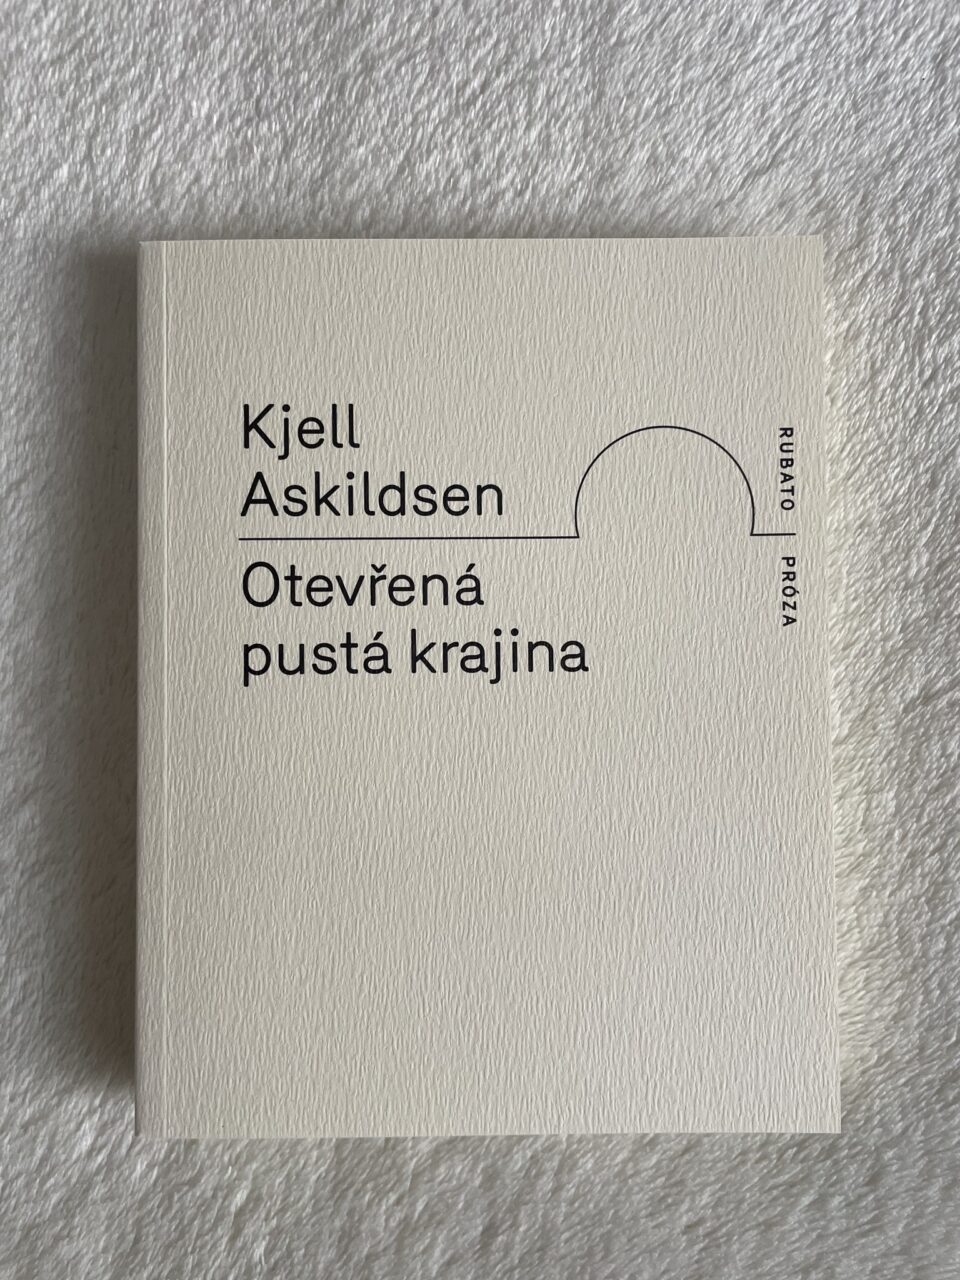 Kjell
Askildsen
Otevřená
pustá krajina
RUBATO
PRÓZA